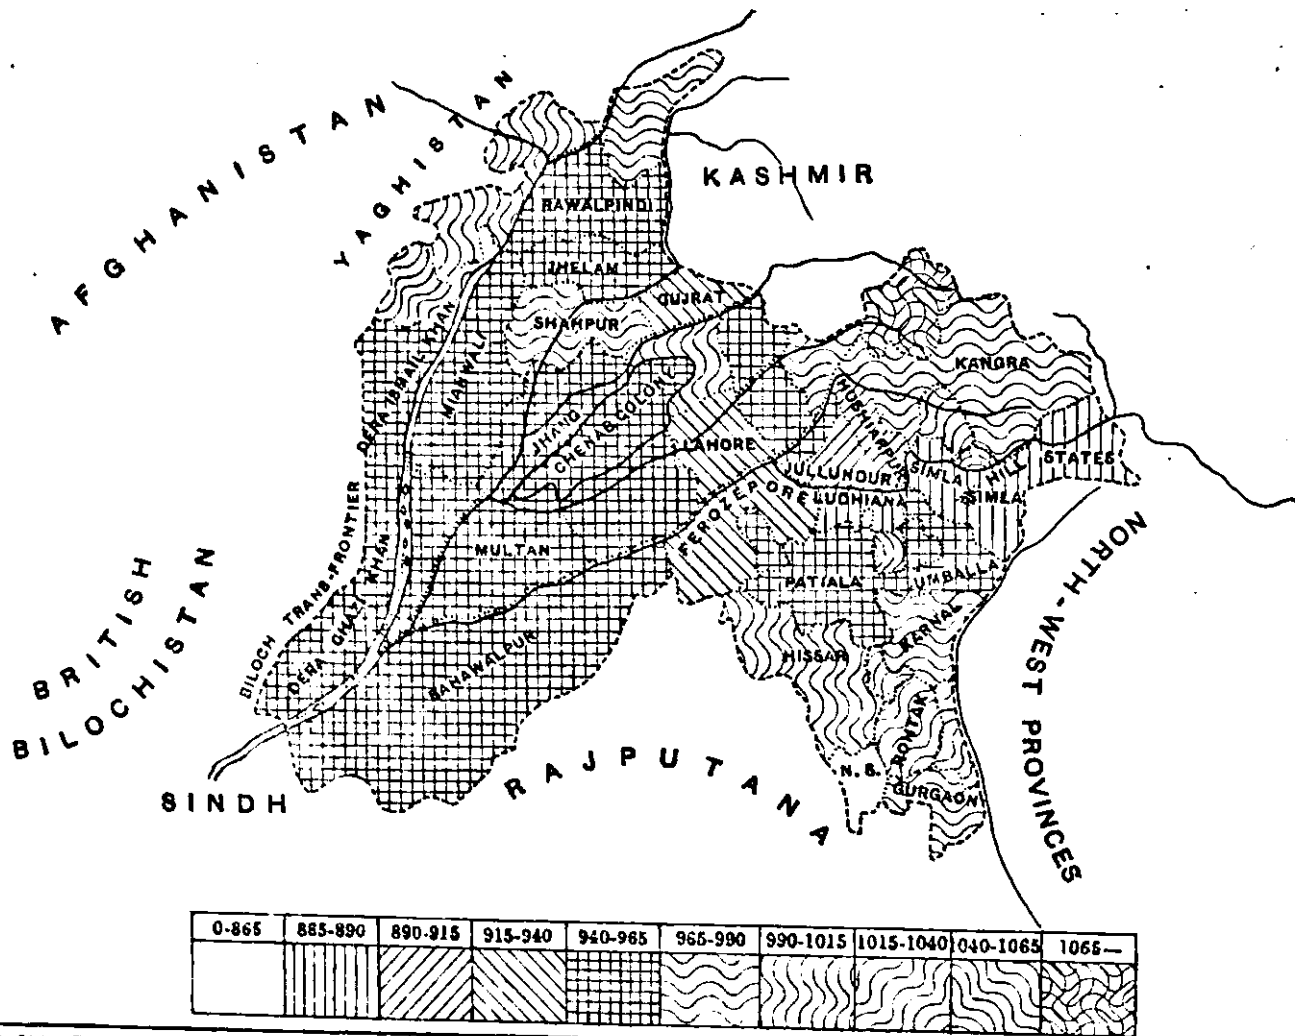 AFGHANISTAN
YAGHISTAN
KASHMIR
RAWALPINDI
JHELAM
GUJRAT
SHAHPUR
DERA ISMAIL KHAN
MIANWALI
KANGRA
JHANG
CHENAB COLONY
HUSHIARPUR
LAHORE
JULLUNDUR
SIMLA
HILL
STATES
SIMLA
FEROZEPORE
LUDHIANA
MULTAN
PATIALA
UMBALLA
BILOCH TRANS-FRONTIER
DERA GHAZI KHAN
KARNAL
HISSAR
BAHAWALPUR
ROHTAK
N. S.
GURGAON
BRITISH
BILOCHISTAN
SINDH
RAJPUTANA
NORTH-WEST PROVINCES
0-865 885-890 890-915 915-940 940-965 965-990 990-1015 1015-1040 1040-1065 1065—